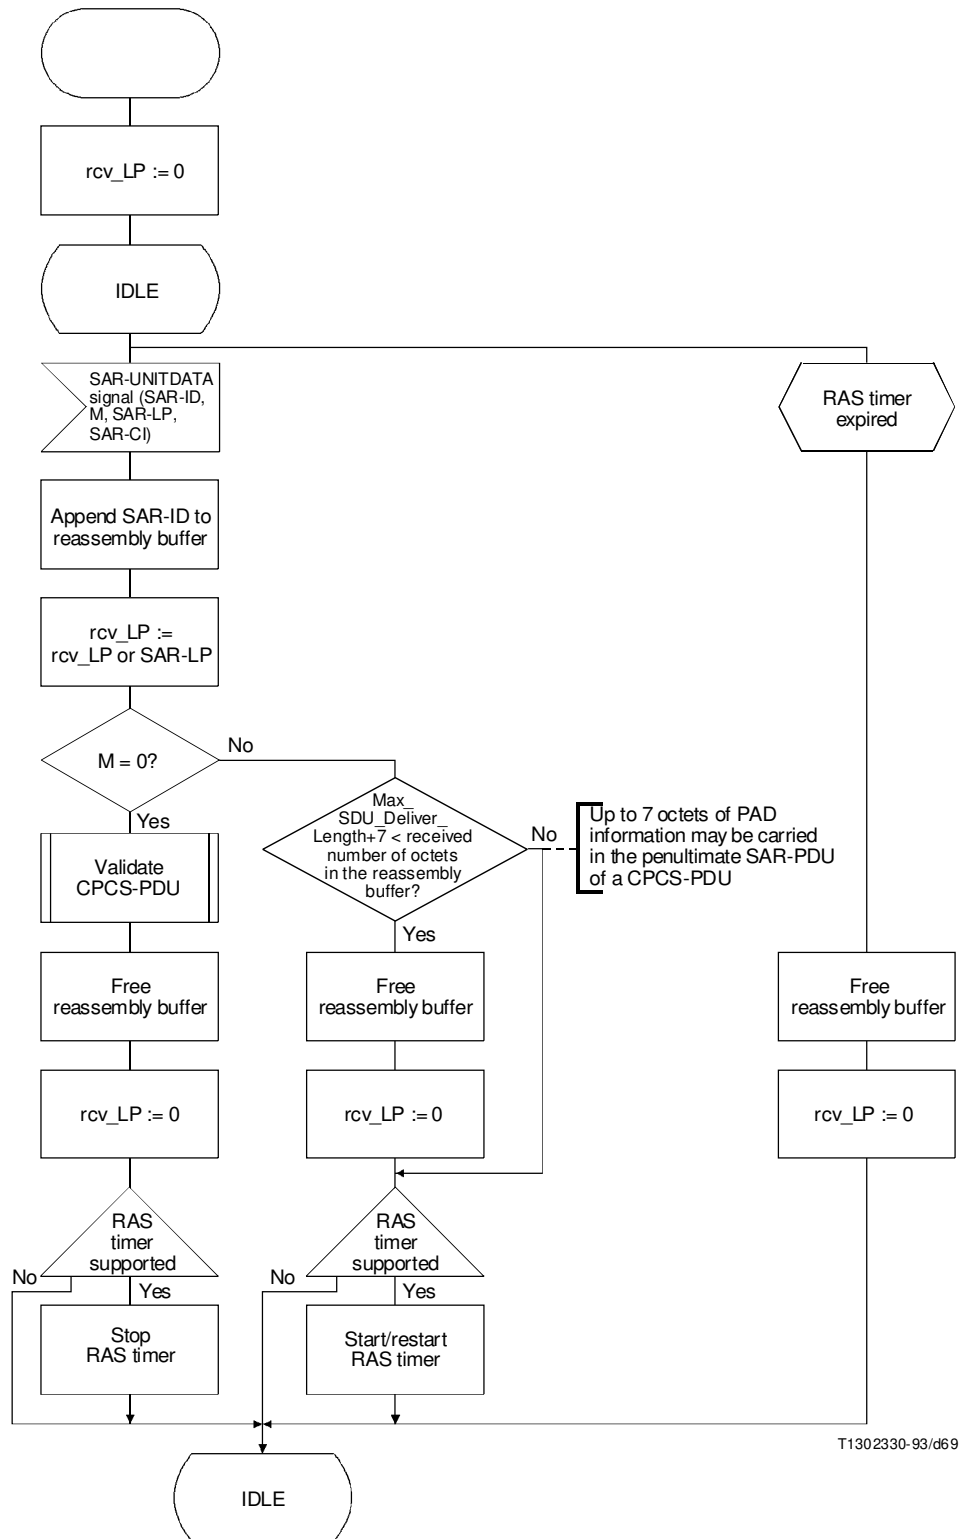 rcv_LP := 0
IDLE
SAR-UNITDATA
signal (SAR-ID,
M, SAR-LP,
SAR-CI)
RAS timer
expired
Append SAR-ID to
reassembly buffer
rcv_LP :=
rcv_LP or SAR-LP
M = 0?
No
Yes
Max_
SDU_Deliver_
Length+7 < received
number of octets
in the reassembly
buffer?
No
Yes
Up to 7 octets of PAD
information may be carried
in the penultimate SAR-PDU
of a CPCS-PDU
Validate
CPCS-PDU
Free
reassembly buffer
Free
reassembly buffer
Free
reassembly buffer
rcv_LP := 0
rcv_LP := 0
rcv_LP := 0
RAS
timer
supported
No
Yes
RAS
timer
supported
No
Yes
Stop
RAS timer
Start/restart
RAS timer
T1302330-93/d69
IDLE